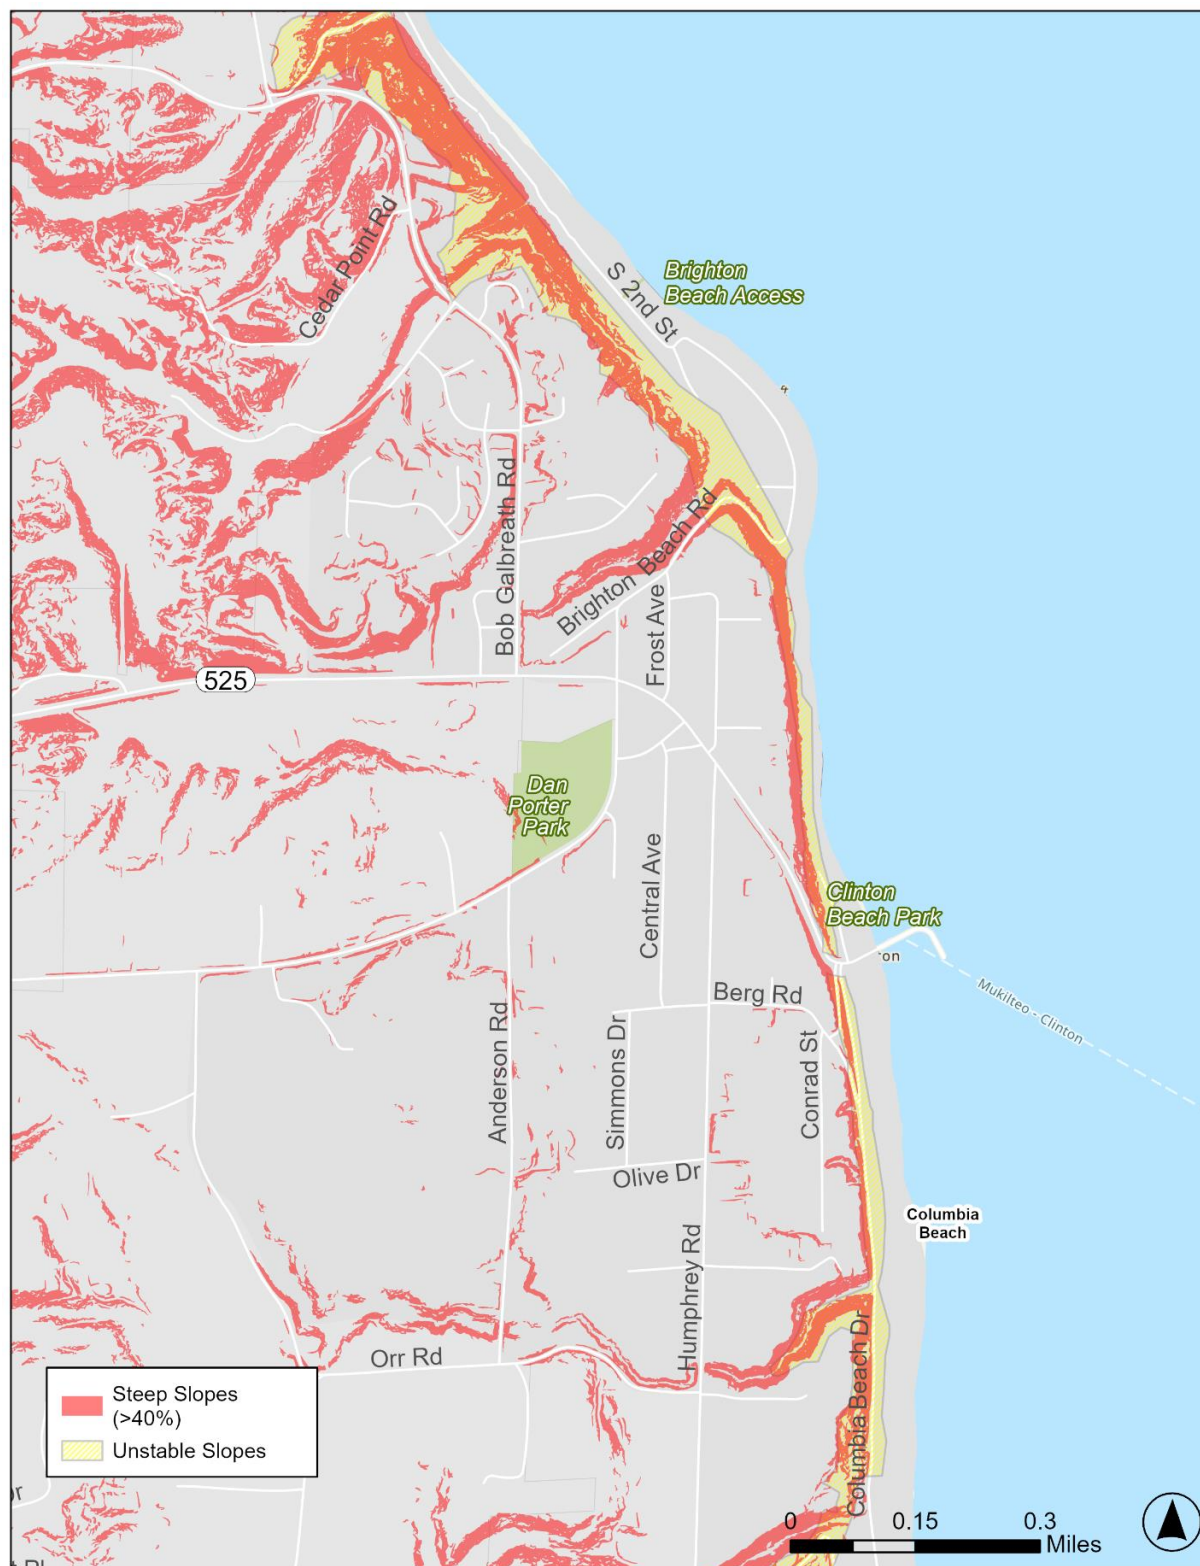 Cedar Point Rd
S 2nd St
Brighton
Beach Access
Bob Galbreath Rd
Brighton Beach Rd
Frost Ave
525
Dan
Porter
Park
Central Ave
Clinton
Beach Park
Mukilteo - Clinton
Berg Rd
Anderson Rd
Simmons Dr
Conrad St
Olive Dr
Columbia
Beach
Humphrey Rd
Columbia Beach Dr
Orr Rd
Steep Slopes
(>40%)
Unstable Slopes
0 0.15 0.3
Miles